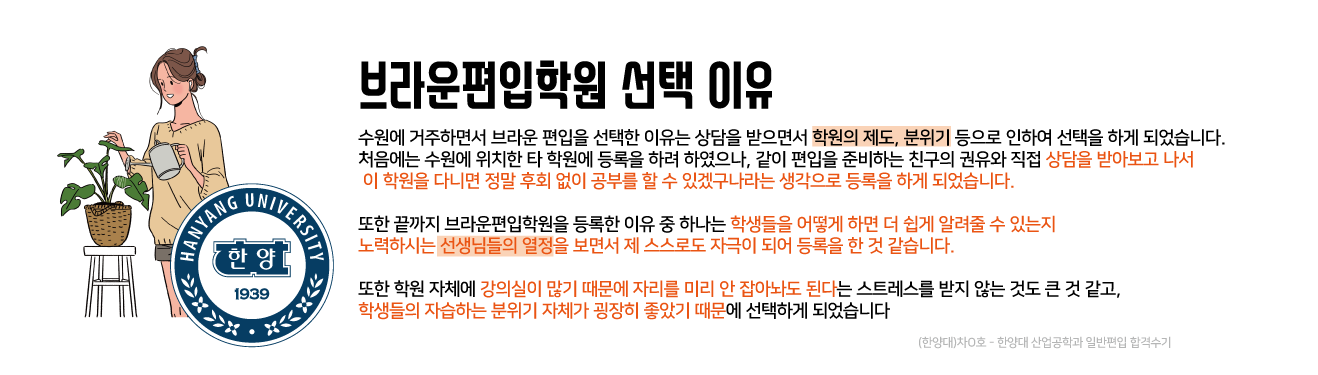 브라운편입학원 선택 이유
수원에 거주하면서 브라운 편입을 선택한 이유는 상담을 받으면서 학원의 제도, 분위기 등으로 인하여 선택을 하게 되었습니다.
처음에는 수원에 위치한 타 학원에 등록을 하려 하였으나, 같이 편입을 준비하는 친구의 권유와 직접 상담을 받아보고 나서
이 학원을 다니면 정말 후회 없이 공부를 할 수 있겠구나라는 생각으로 등록을 하게 되었습니다.
또한 끝까지 브라운편입학원을 등록한 이유 중 하나는 학생들을 어떻게 하면 더 쉽게 알려줄 수 있는지
노력하시는 선생님들의 열정을 보면서 제 스스로도 자극이 되어 등록을 한 것 같습니다.
또한 학원 자체에 강의실이 많기 때문에 자리를 미리 안 잡아놔도 된다는 스트레스를 받지 않는 것도 큰 것 같고,
학생들의 자습하는 분위기 자체가 굉장히 좋았기 때문에 선택하게 되었습니다
(한양대)차O호 - 한양대 산업공학과 일반편입 합격수기
HANYANG UNIVERSITY
한양
1939